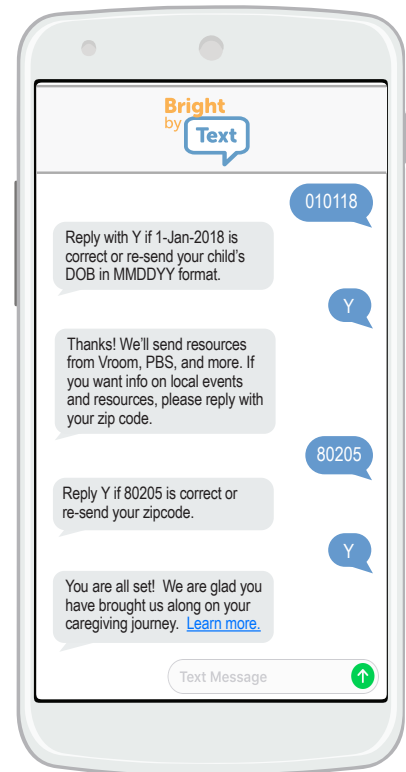 Bright
by Text
010118
Reply with Y if 1-Jan-2018 is
correct or re-send your child's
DOB in MMDDYY format.
Y
Thanks! We'll send resources
from Vroom, PBS, and more. If
you want info on local events
and resources, please reply with
your zip code.
80205
Reply Y if 80205 is correct or
re-send your zipcode.
Y
You are all set!  We are glad you
have brought us along on your
caregiving journey.  Learn more.
Text Message